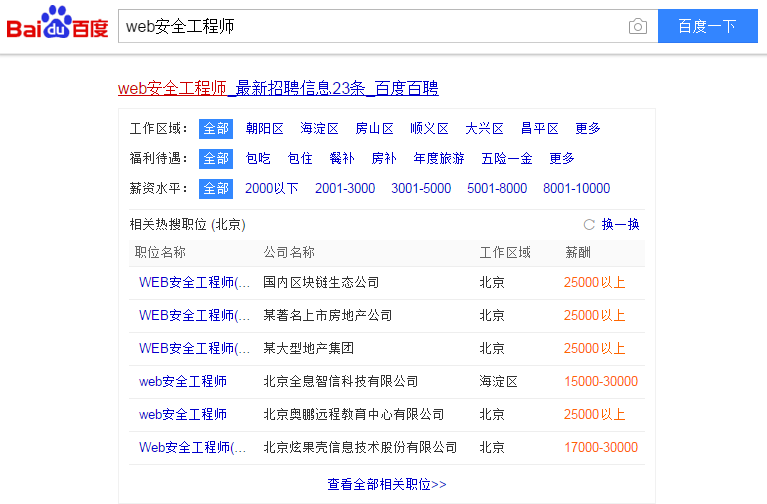 Bai du 百度 web安全工程师 百度一下
web安全工程师_最新招聘信息23条_百度百聘
工作区域： 全部 朝阳区 海淀区 房山区 顺义区 大兴区 昌平区 更多
福利待遇： 全部 包吃 包住 餐补 房补 年度旅游 五险一金 更多
薪资水平： 全部 2000以下 2001-3000 3001-5000 5001-8000 8001-10000
相关热搜职位 (北京) 换一换
职位名称 公司名称 工作区域 薪酬
WEB安全工程师(... 国内区块链生态公司 北京 25000以上
WEB安全工程师(... 某著名上市房地产公司 北京 25000以上
WEB安全工程师(... 某大型地产集团 北京 25000以上
web安全工程师 北京全息智信科技有限公司 海淀区 15000-30000
web安全工程师 北京奥鹏远程教育中心有限公司 北京 25000以上
Web安全工程师(... 北京炫果壳信息技术股份有限公司 北京 17000-30000
查看全部相关职位>>